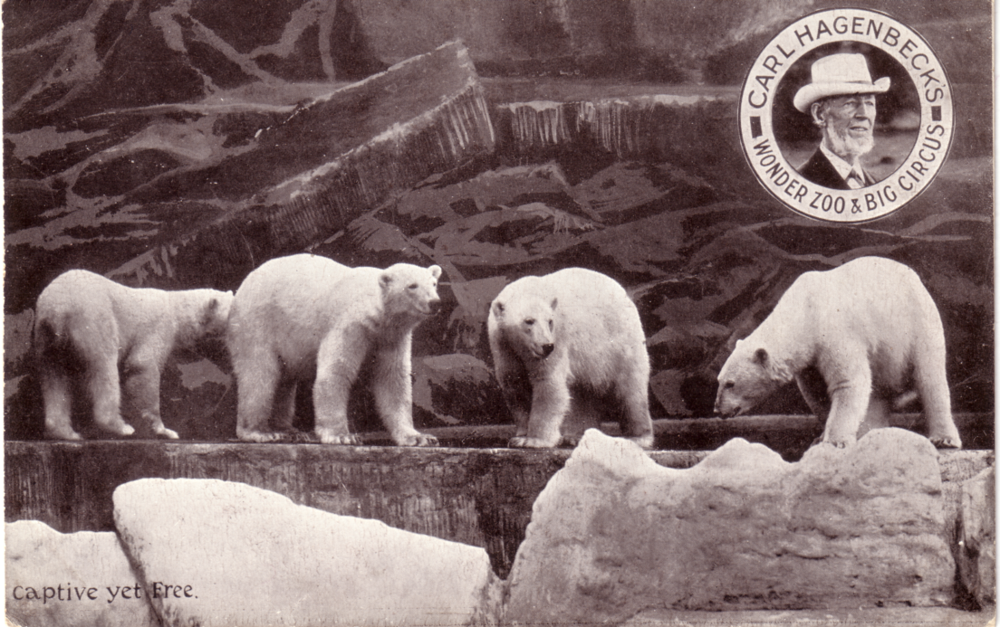 CARL HAGENBECK'S
WONDER ZOO & BIG CIRCUS
Captive yet Free.